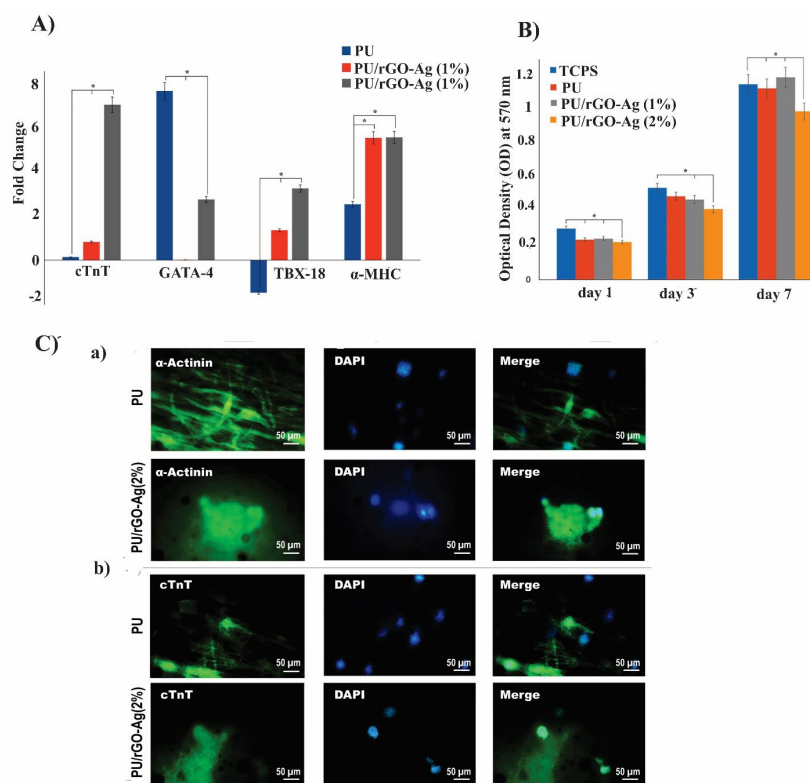 A)
PU
PU/rGO-Ag (1%)
PU/rGO-Ag (1%)
Fold Change
8
6
4
2
0
-2
*
*
*
*
*
cTnT
GATA-4
TBX-18
α-MHC
B)
TCPS
PU
PU/rGO-Ag (1%)
PU/rGO-Ag (2%)
Optical Density (OD) at 570 nm
1.2
1
0.8
0.6
0.4
0.2
0
*
*
*
day 1
day 3
day 7
C)
a)
PU
α-Actinin
50 µm
DAPI
50 µm
Merge
50 µm
PU/rGO-Ag(2%)
α-Actinin
50 µm
DAPI
50 µm
Merge
50 µm
b)
PU
cTnT
50 µm
DAPI
50 µm
Merge
50 µm
PU/rGO-Ag(2%)
cTnT
50 µm
DAPI
50 µm
Merge
50 µm